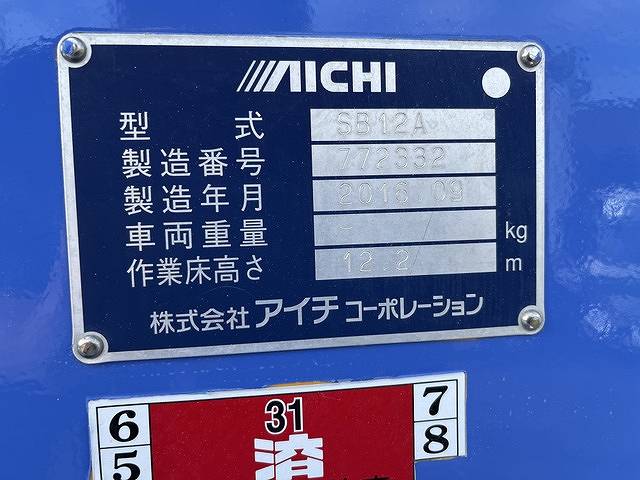 AICHI
型式 SB12A
製造番号 772332
製造年月 2016.09
車両重量 - / kg
作業床高さ 12.2 m
株式会社 アイチ コーポレーション
31
6 済 7
5 8